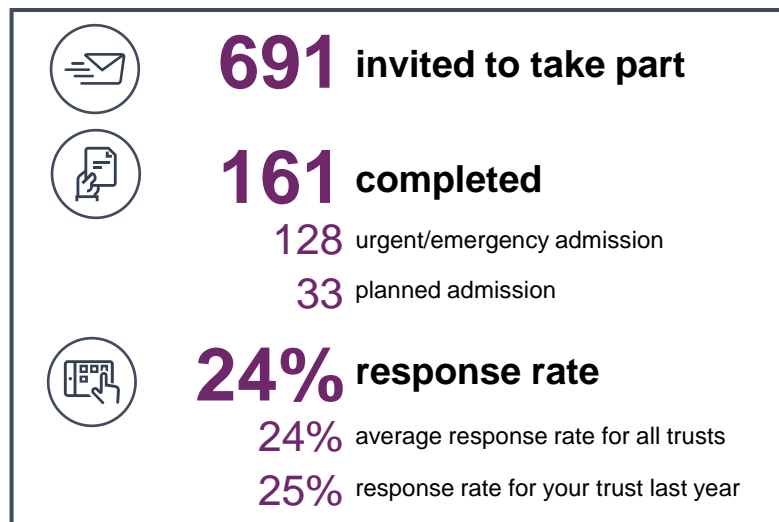 691 invited to take part
161 completed
128 urgent/emergency admission
33 planned admission
24% response rate
24% average response rate for all trusts
25% response rate for your trust last year